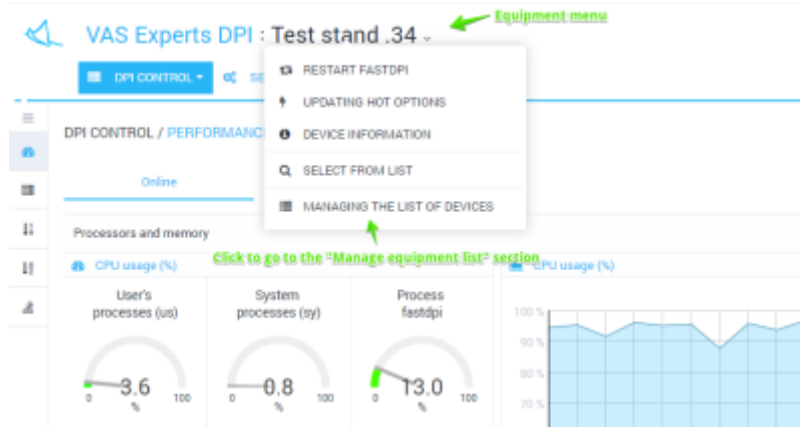 Equipment menu
VAS Experts DPI : Test stand .34
DPI CONTROL
SE
RESTART FASTDPI
UPDATING HOT OPTIONS
DEVICE INFORMATION
SELECT FROM LIST
MANAGING THE LIST OF DEVICES
DPI CONTROL / PERFORMANC
Online
Processors and memory
Click to go to the "Manage equipment list" section
CPU usage (%)
CPU usage (%)
User's
processes (us)
System
processes (sy)
Process
fastdpi
3.6
0
100
%
0.8
0
100
%
13.0
0
100
%
100 %
90 %
80 %
70 %